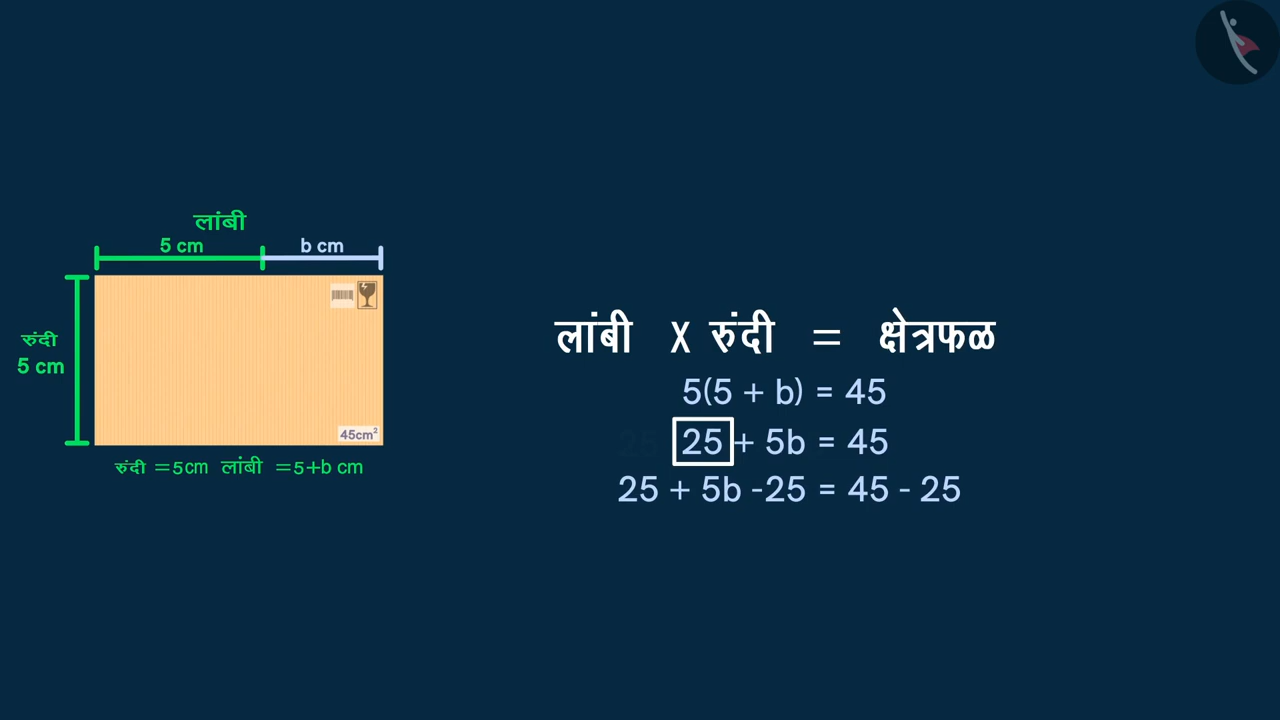 लांबी
5 cm b cm
रुंदी
5 cm
45cm²
रुंदी =5cm लांबी =5+b cm
लांबी X रुंदी = क्षेत्रफळ
5(5 + b) = 45
25 + 5b = 45
25 + 5b -25 = 45 - 25